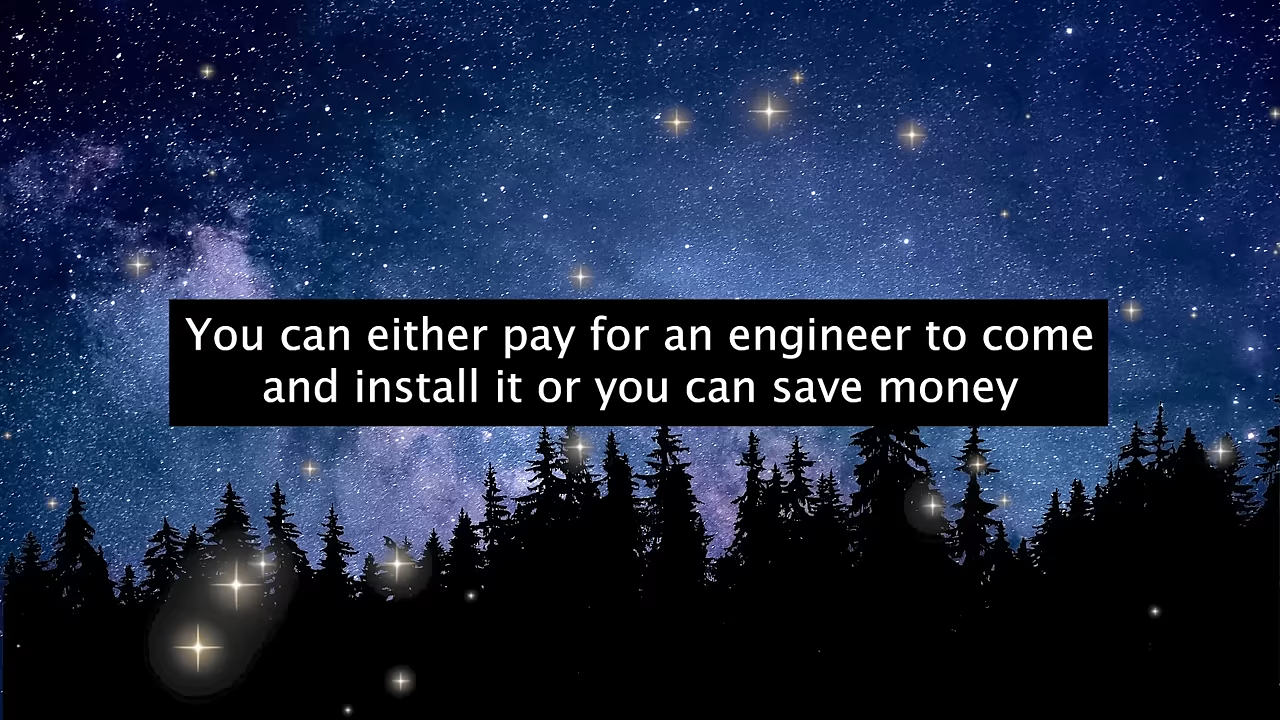 You can either pay for an engineer to come
and install it or you can save money